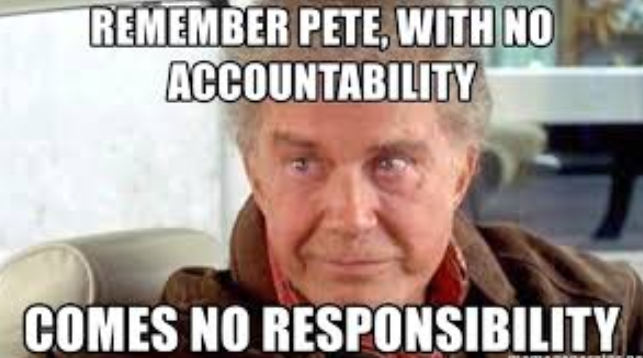 REMEMBER PETE, WITH NO
ACCOUNTABILITY
COMES NO RESPONSIBILITY